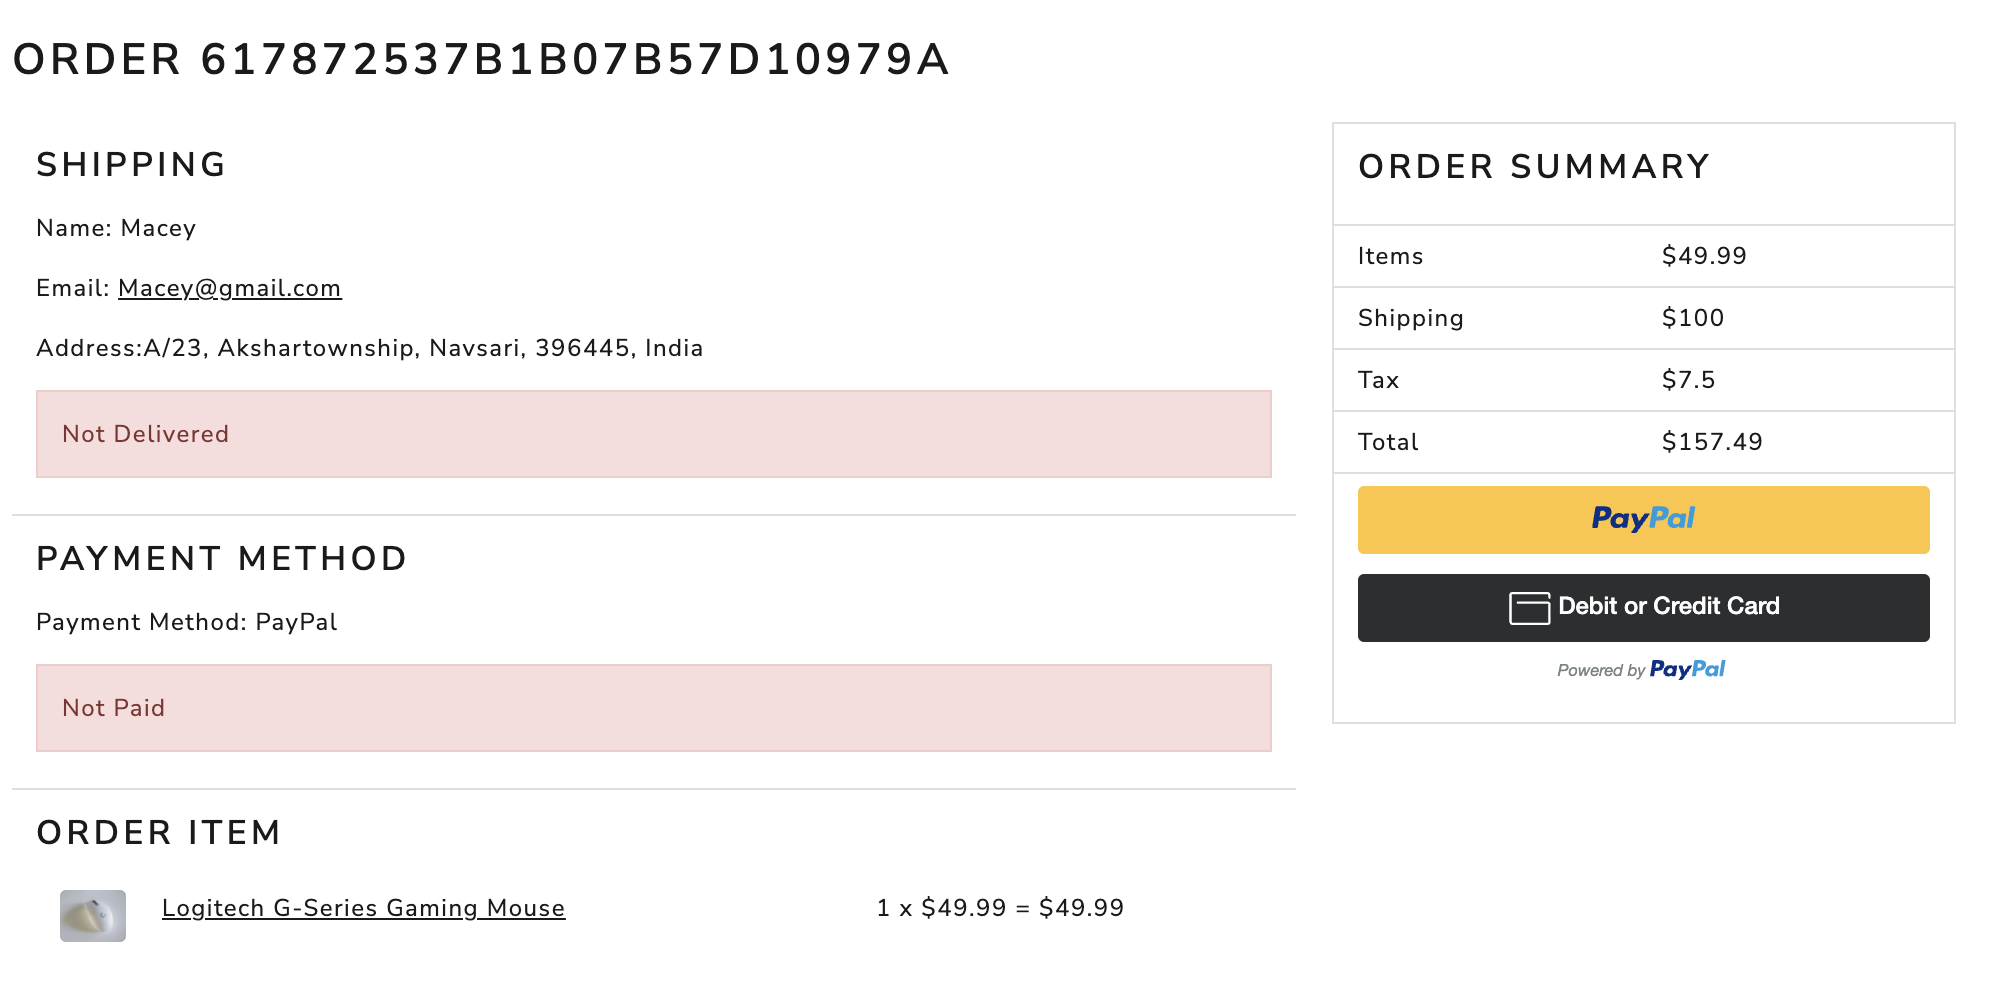 ORDER 617872537B1B07B57D10979A
SHIPPING
Name: Macey
Email: Macey@gmail.com
Address:A/23, Akshartownship, Navsari, 396445, India
Not Delivered
PAYMENT METHOD
Payment Method: PayPal
Not Paid
ORDER ITEM
Logitech G-Series Gaming Mouse
1 x $49.99 = $49.99
ORDER SUMMARY
Items $49.99
Shipping $100
Tax $7.5
Total $157.49
PayPal
Debit or Credit Card
Powered by PayPal